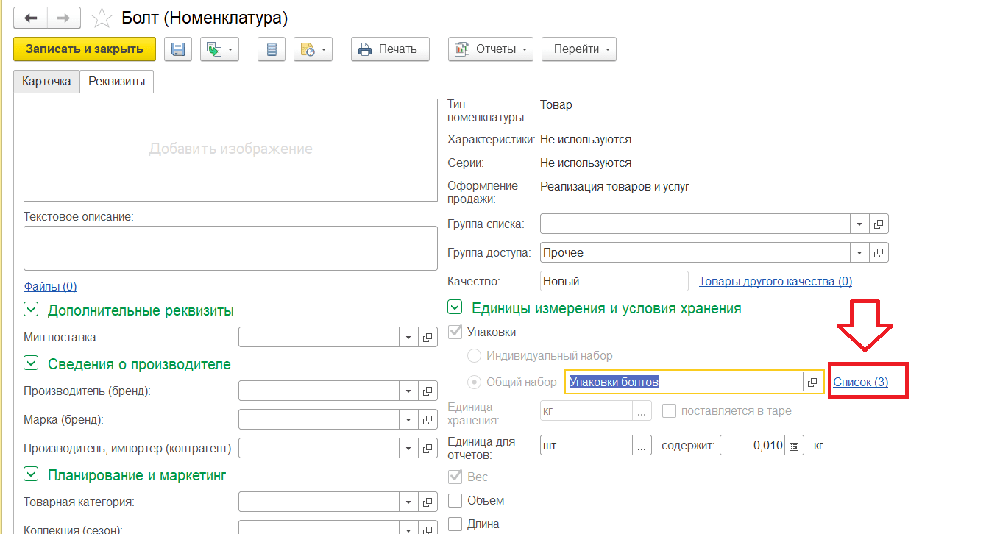 Болт (Номенклатура)
Записать и закрыть
Печать
Отчеты
Перейти
Карточка
Реквизиты
Добавить изображение
Текстовое описание:
Файлы (0)
Дополнительные реквизиты
Мин.поставка:
Сведения о производителе
Производитель (бренд):
Марка (бренд):
Производитель, импортер (контрагент):
Планирование и маркетинг
Товарная категория:
Коллекция (сезон):
Тип
номенклатуры:
Товар
Характеристики: Не используются
Серии: Не используются
Оформление
продажи:
Реализация товаров и услуг
Группа списка:
Группа доступа: Прочее
Качество: Новый Товары другого качества (0)
Единицы измерения и условия хранения
Упаковки
Индивидуальный набор
Общий набор Упаковки болтов Список (3)
Единица
хранения:
кг ... поставляется в таре
Единица для
отчетов:
шт ... содержит: 0,010 кг
Вес
Объем
Длина